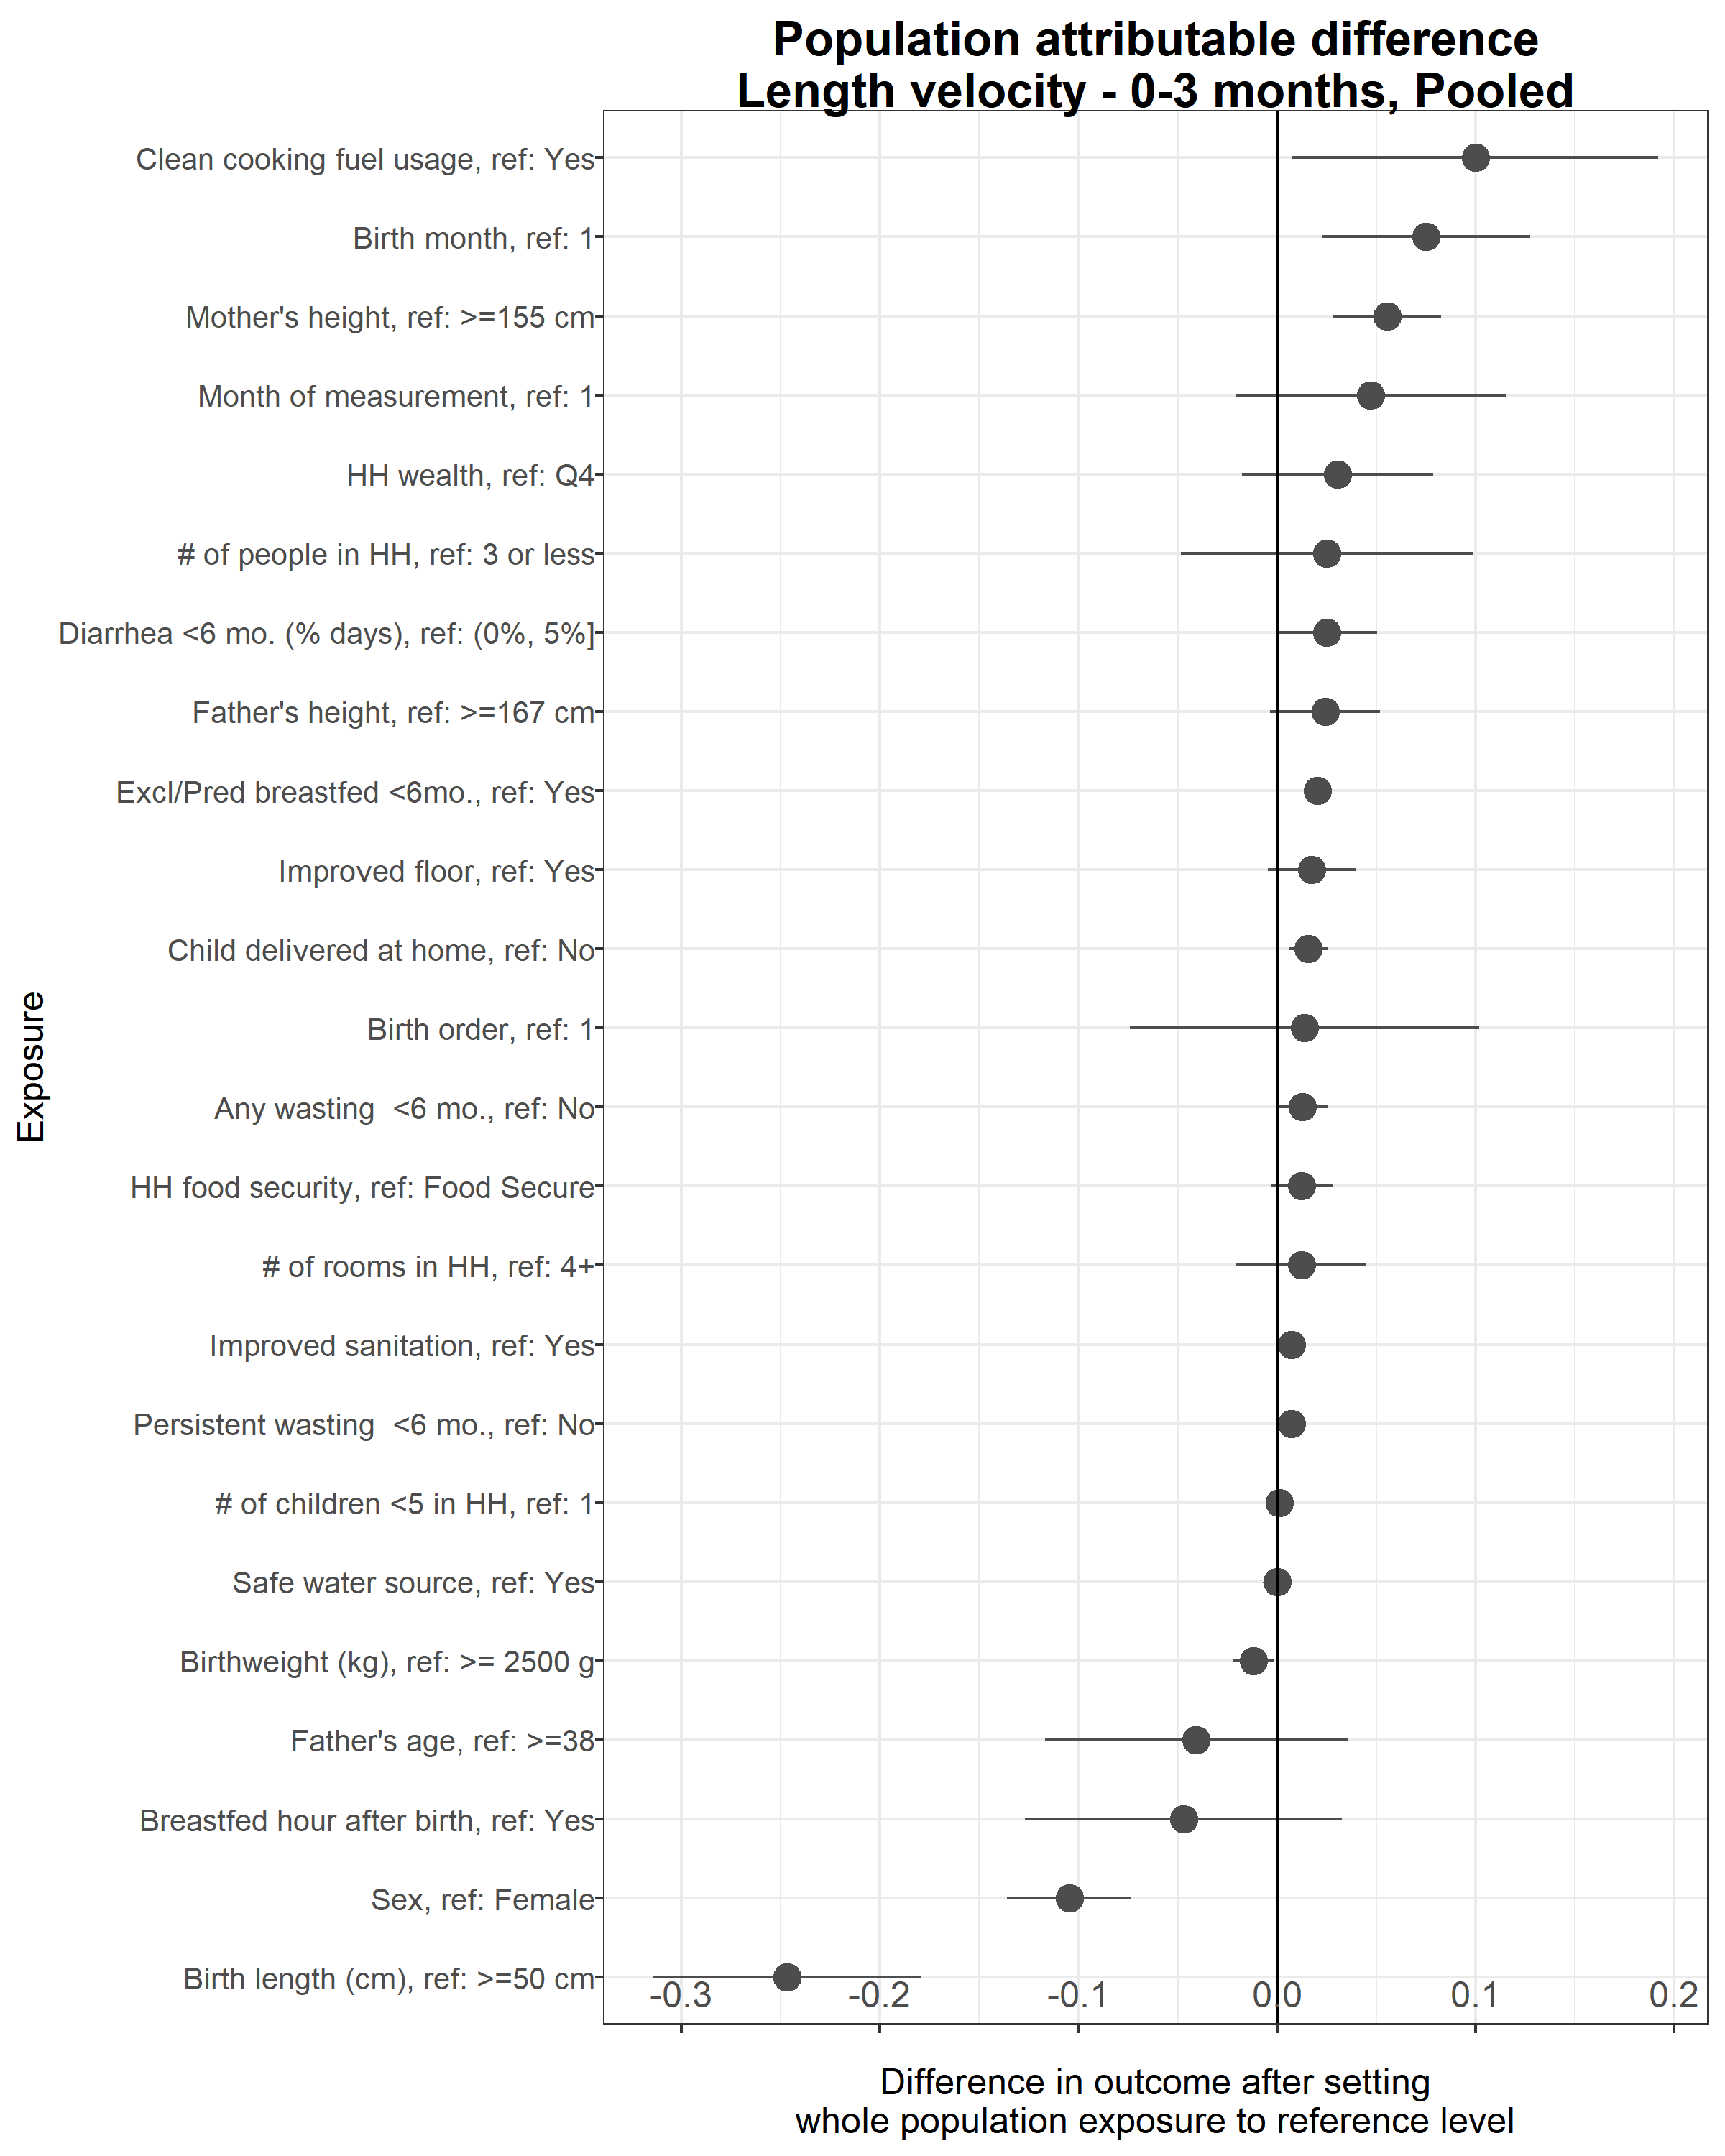 Population attributable difference
Length velocity - 0-3 months, Pooled
Clean cooking fuel usage, ref: Yes
Birth month, ref: 1
Mother's height, ref: >=155 cm
Month of measurement, ref: 1
HH wealth, ref: Q4
# of people in HH, ref: 3 or less
Diarrhea <6 mo. (% days), ref: (0%, 5%]
Father's height, ref: >=167 cm
Excl/Pred breastfed <6mo., ref: Yes
Improved floor, ref: Yes
Child delivered at home, ref: No
Birth order, ref: 1
Any wasting  <6 mo., ref: No
HH food security, ref: Food Secure
# of rooms in HH, ref: 4+
Improved sanitation, ref: Yes
Persistent wasting  <6 mo., ref: No
# of children <5 in HH, ref: 1
Safe water source, ref: Yes
Birthweight (kg), ref: >= 2500 g
Father's age, ref: >=38
Breastfed hour after birth, ref: Yes
Sex, ref: Female
Birth length (cm), ref: >=50 cm
Exposure
-0.3 -0.2 -0.1 0.0 0.1 0.2
Difference in outcome after setting
whole population exposure to reference level